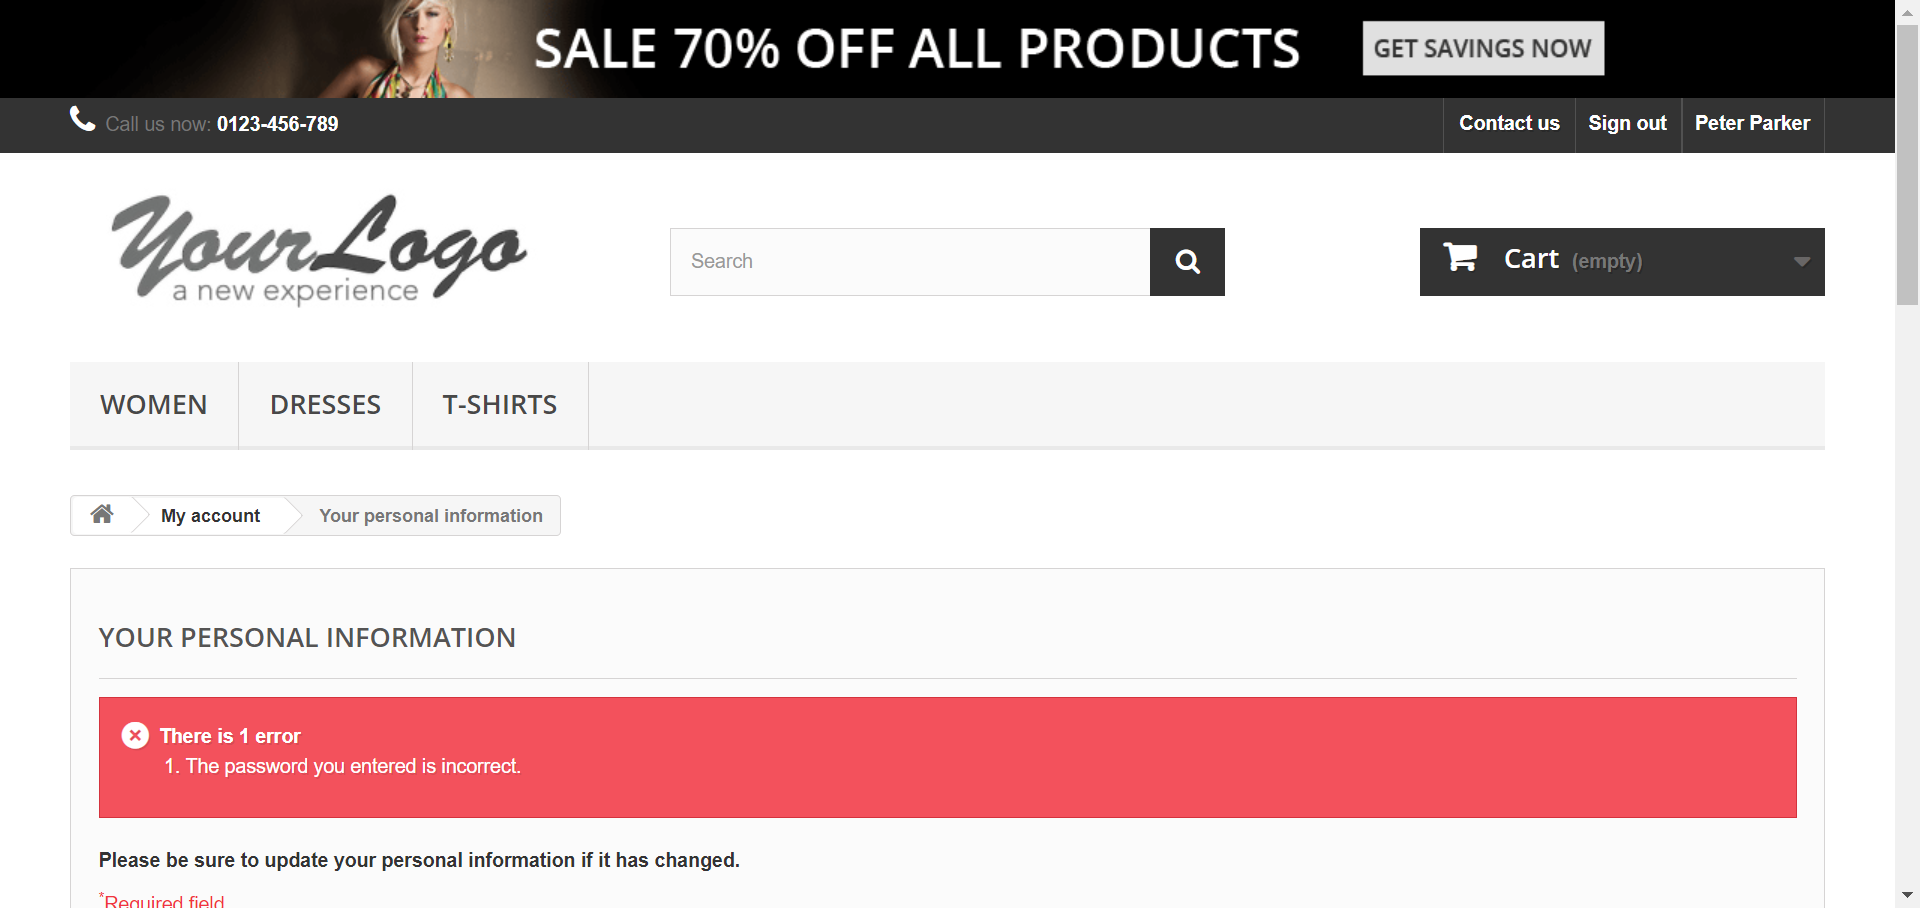 SALE 70% OFF ALL PRODUCTS GET SAVINGS NOW
Call us now: 0123-456-789 Contact us Sign out Peter Parker
YourLogo
a new experience
Search
Cart (empty)
WOMEN DRESSES T-SHIRTS
My account Your personal information
YOUR PERSONAL INFORMATION
There is 1 error
1. The password you entered is incorrect.
Please be sure to update your personal information if it has changed.
*Required field